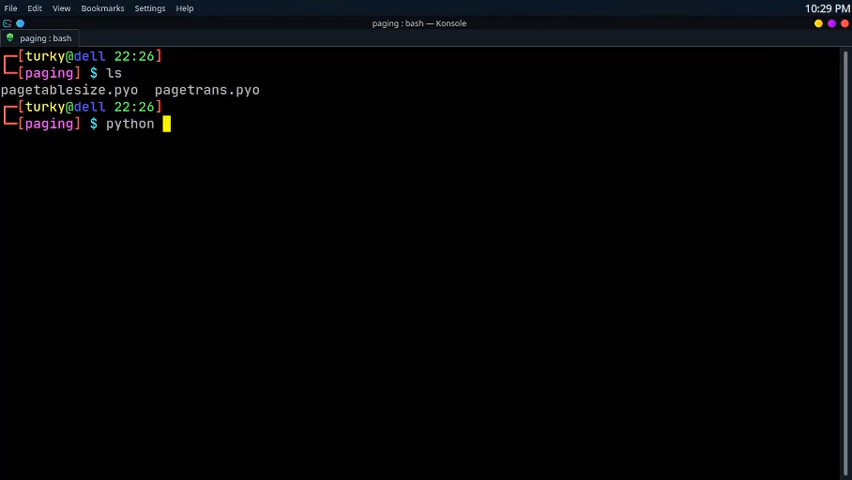 File Edit View Bookmarks Settings Help 10:29 PM
paging : bash — Konsole
paging : bash
[turky@dell 22:26]
[paging] $ ls
pagetablesize.pyo pagetrans.pyo
[turky@dell 22:26]
[paging] $ python